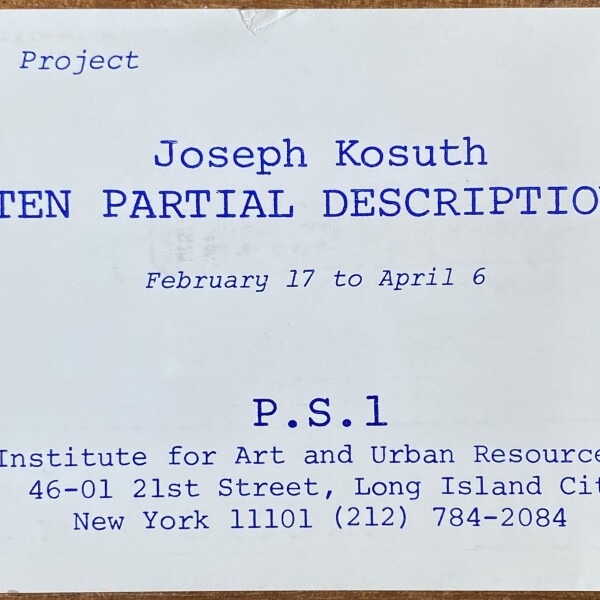 Project
Joseph Kosuth
TEN PARTIAL DESCRIPTIO
February 17 to April 6
P.S.1
Institute for Art and Urban Resource
46-01 21st Street, Long Island Cit
New York 11101 (212) 784-2084